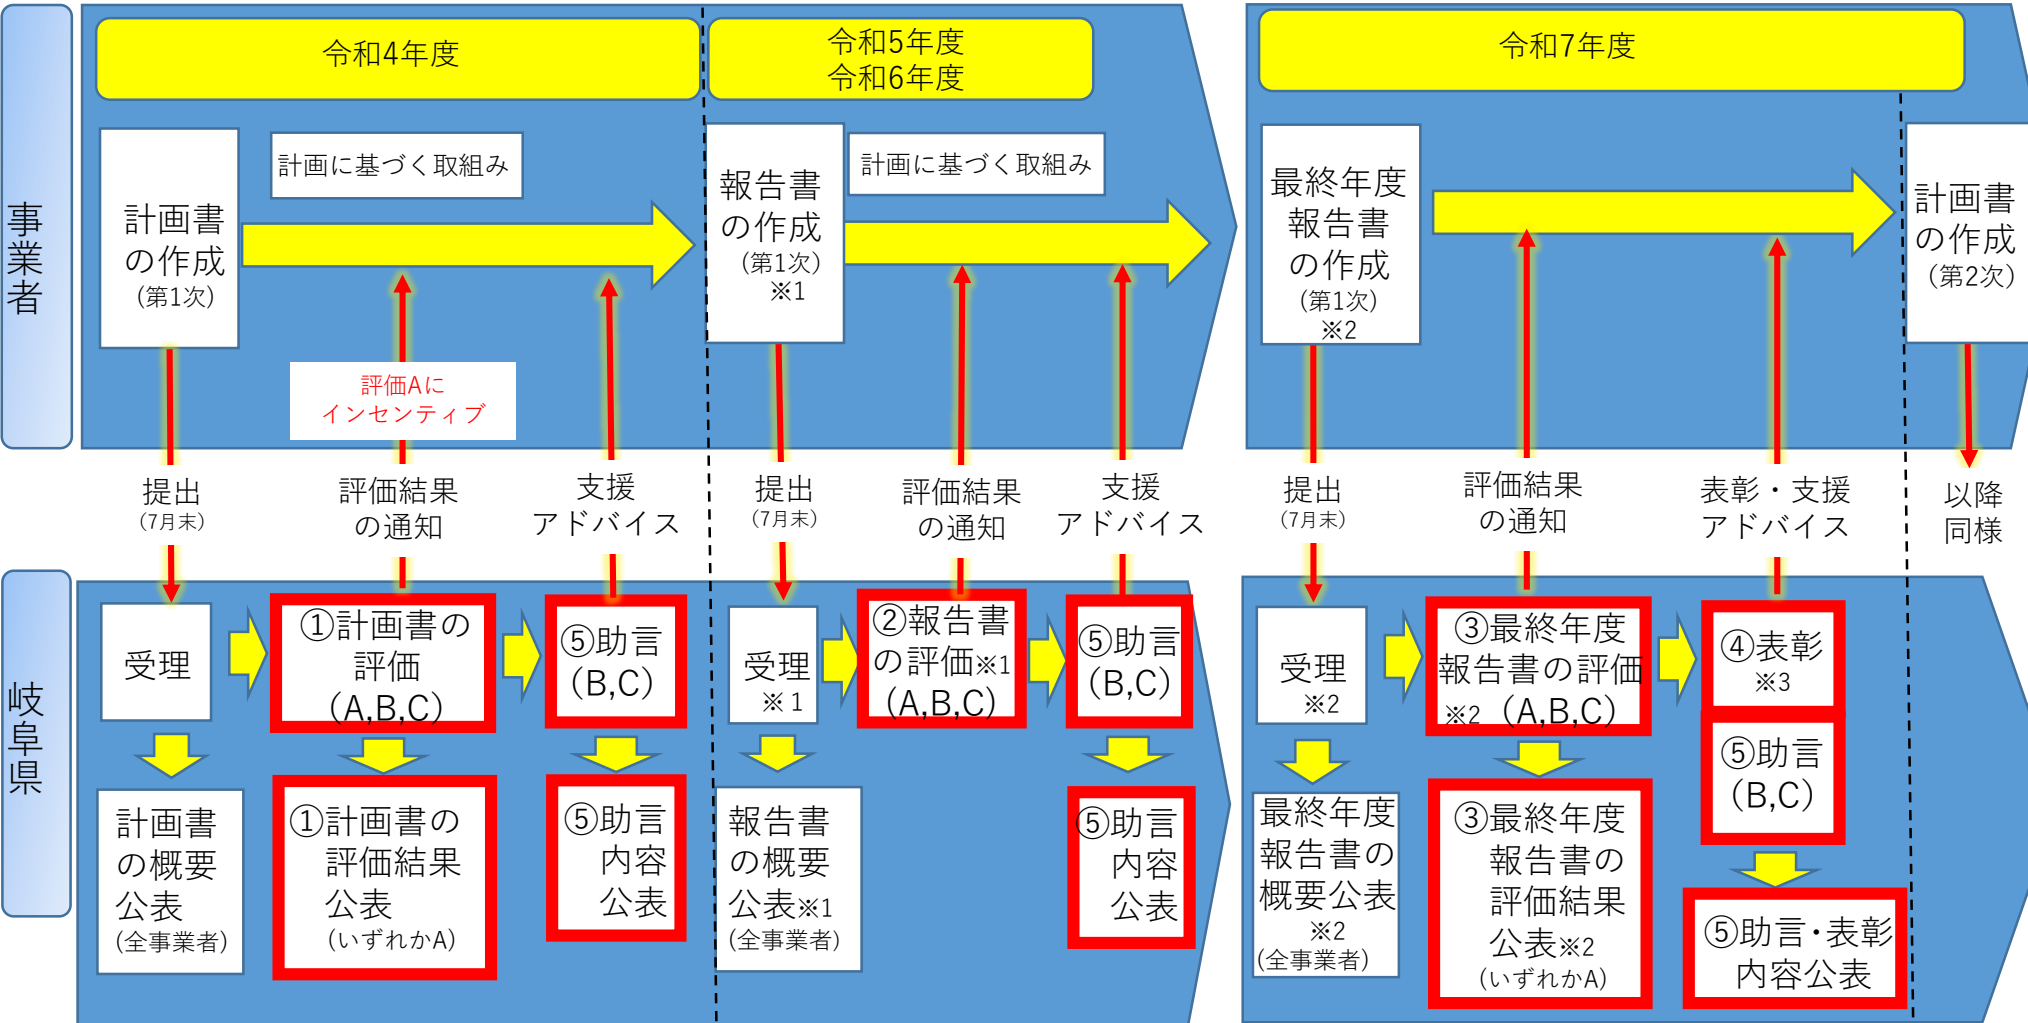 事業者
令和4年度
令和5年度
令和6年度
令和7年度
計画書
の作成
(第1次)
計画に基づく取組み
報告書
の作成
(第1次)
※1
計画に基づく取組み
最終年度
報告書
の作成
(第1次)
※2
計画書
の作成
(第2次)
評価Aに
インセンティブ
提出
(7月末)
評価結果
の通知
支援
アドバイス
提出
(7月末)
評価結果
の通知
支援
アドバイス
提出
(7月末)
評価結果
の通知
表彰・支援
アドバイス
以降
同様
岐阜県
受理
①計画書の
評価
(A,B,C)
⑤助言
(B,C)
受理
※1
②報告書
の評価※1
(A,B,C)
⑤助言
(B,C)
受理
※2
③最終年度
報告書の評価
※2 (A,B,C)
④表彰
※3
⑤助言
(B,C)
計画書
の概要
公表
(全事業者)
①計画書の
評価結果
公表
(いずれかA)
⑤助言
内容
公表
報告書
の概要
公表※1
(全事業者)
⑤助言
内容
公表
最終年度
報告書の
概要公表
※2
(全事業者)
③最終年度
報告書の
評価結果
公表※2
(いずれかA)
⑤助言・表彰
内容公表